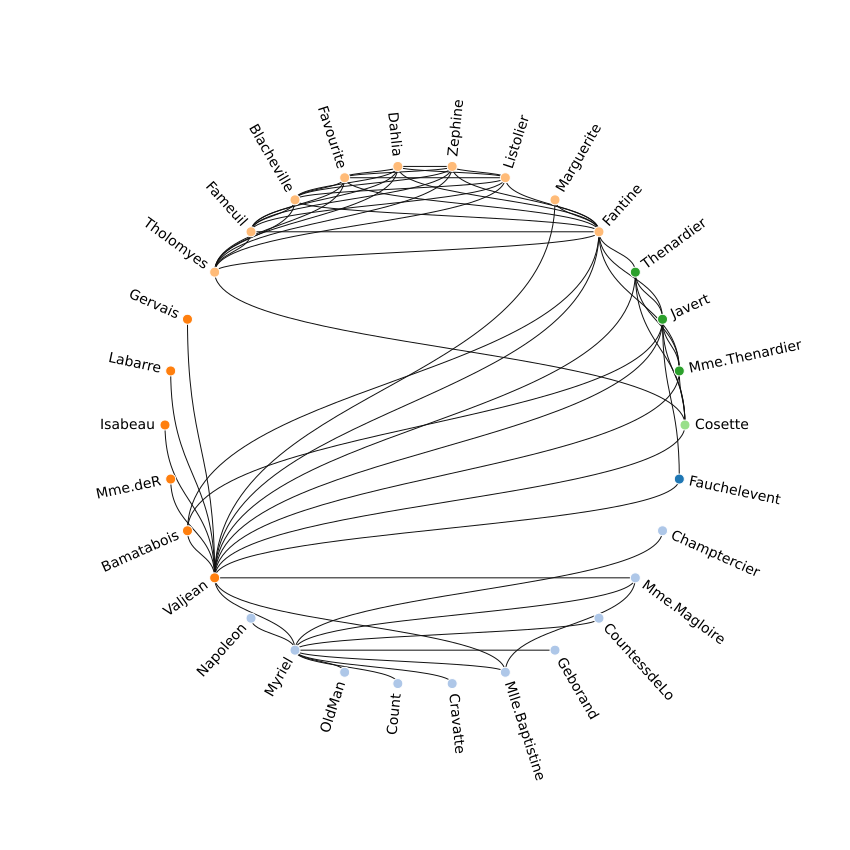 Zephine
Dahlia
Favourite
Listolier
Blacheville
Marguerite
Fameuil
Fantine
Tholomyes
Thenardier
Gervais
Javert
Labarre
Mme.Thenardier
Isabeau
Cosette
Mme.deR
Fauchelevent
Bamatabois
Champtercier
Valjean
Mme.Magloire
Napoleon
CountessdeLo
Myriel
Geborand
OldMan
Count
Cravatte
Mlle.Baptistine